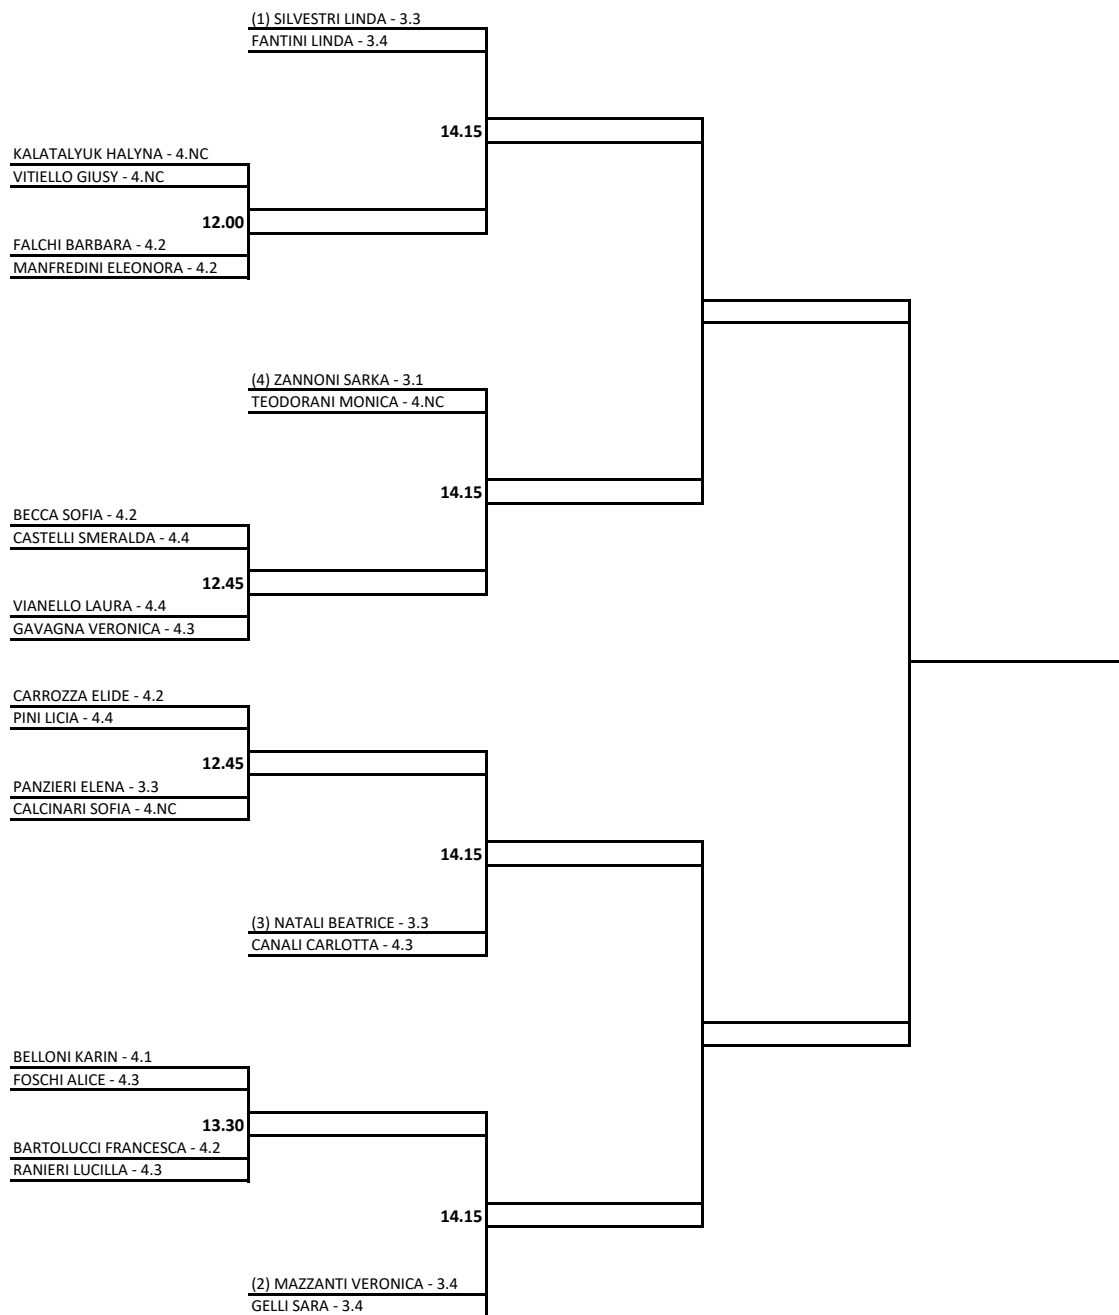 (1) SILVESTRI LINDA - 3.3
FANTINI LINDA - 3.4
14.15
KALATALYUK HALYNA - 4.NC
VITIELLO GIUSY - 4.NC
12.00
FALCHI BARBARA - 4.2
MANFREDINI ELEONORA - 4.2
(4) ZANNONI SARKA - 3.1
TEODORANI MONICA - 4.NC
14.15
BECCA SOFIA - 4.2
CASTELLI SMERALDA - 4.4
12.45
VIANELLO LAURA - 4.4
GAVAGNA VERONICA - 4.3
CARROZZA ELIDE - 4.2
PINI LICIA - 4.4
12.45
PANZIERI ELENA - 3.3
CALCINARI SOFIA - 4.NC
14.15
(3) NATALI BEATRICE - 3.3
CANALI CARLOTTA - 4.3
BELLONI KARIN - 4.1
FOSCHI ALICE - 4.3
13.30
BARTOLUCCI FRANCESCA - 4.2
RANIERI LUCILLA - 4.3
14.15
(2) MAZZANTI VERONICA - 3.4
GELLI SARA - 3.4